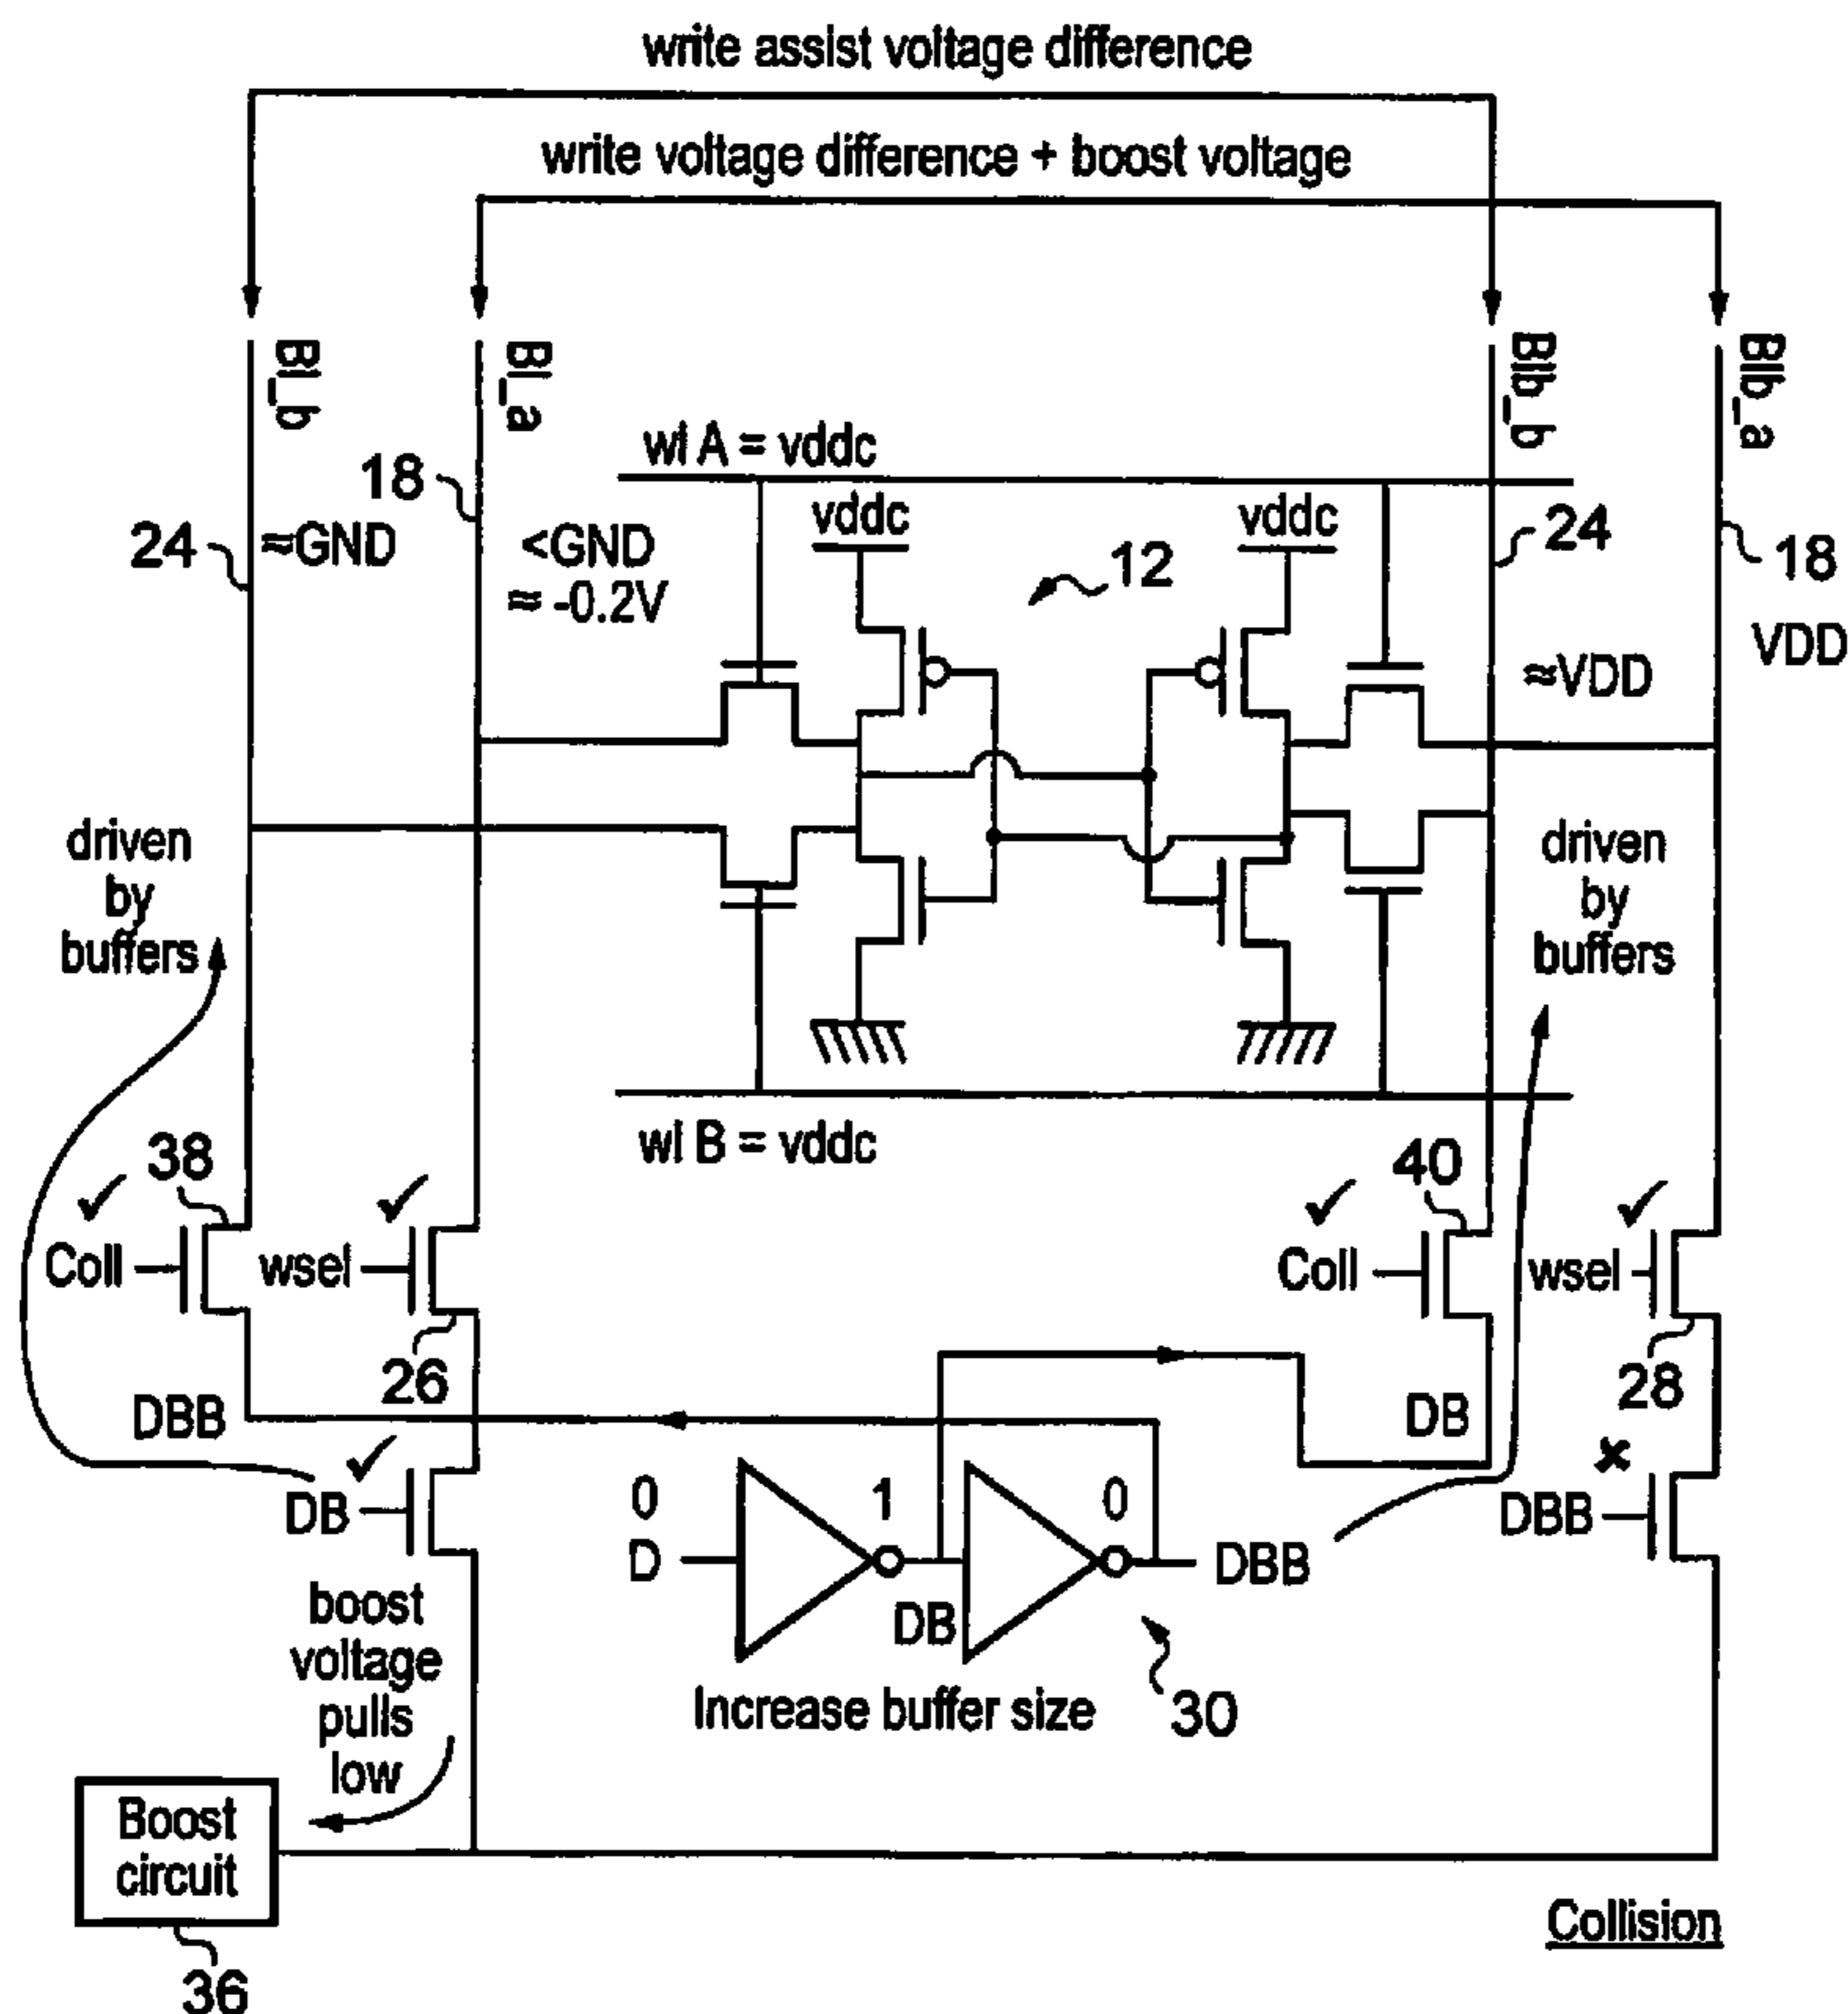 write assist voltage difference
write voltage difference + boost voltage
Bl_b
Bl_a
Blb_b
Blb_a
wl A = vddc
18
24
≈GND
<GND
≈ -0.2V
vddc
vddc
12
24
18
VDD
≈VDD
driven
by
buffers
driven
by
buffers
wl B = vddc
38
40
Coll
wsel
Coll
wsel
26
28
DBB
DB
DB
0
1
0
D
DB
DBB
DBB
boost
voltage
pulls
low
Increase buffer size
30
Boost
circuit
36
Collision